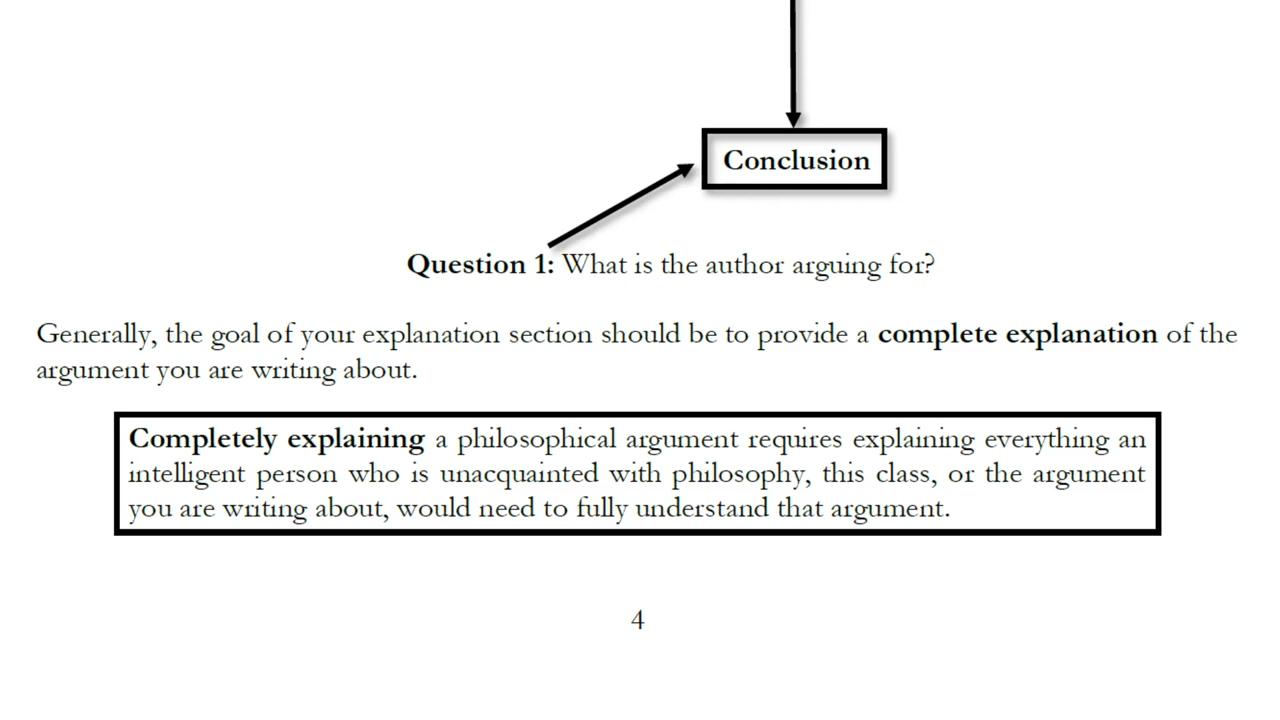 Conclusion
Question 1: What is the author arguing for?
Generally, the goal of your explanation section should be to provide a complete explanation of the
argument you are writing about.
Completely explaining a philosophical argument requires explaining everything an
intelligent person who is unacquainted with philosophy, this class, or the argument
you are writing about, would need to fully understand that argument.
4